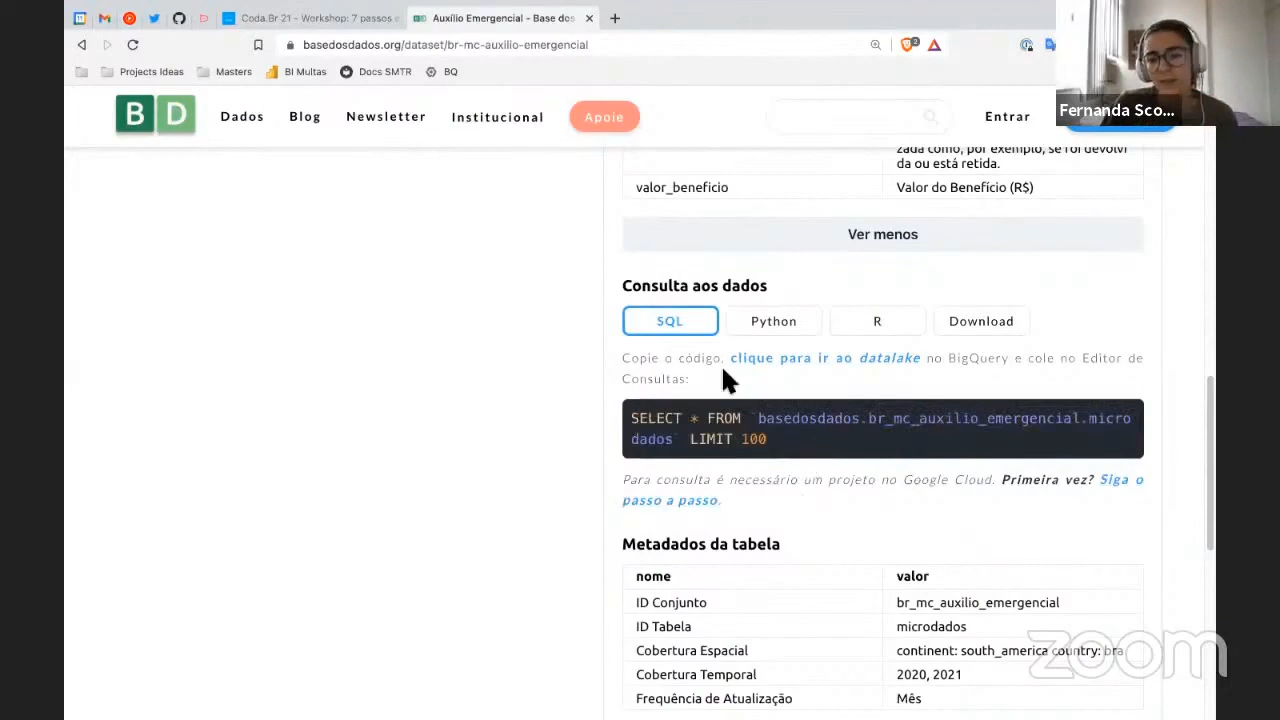 Coda.Br 21 - Workshop: 7 passos e
Auxílio Emergencial - Base dos
basedosdados.org/dataset/br-mc-auxilio-emergencial
2
Projects Ideas
Masters
BI Multas
Docs SMTR
BQ
Fernanda Sco...
BD
Dados
Blog
Newsletter
Institucional
Apoie
Entrar
zada como, por exemplo, se foi devolvi
da ou está retida.
valor_beneficio
Valor do Benefício (R$)
Ver menos
Consulta aos dados
SQL
Python
R
Download
Copie o código, clique para ir ao datalake no BigQuery e cole no Editor de
Consultas:
SELECT * FROM `basedosdados.br_mc_auxilio_emergencial.micro
dados` LIMIT 100
Para consulta é necessário um projeto no Google Cloud. Primeira vez? Siga o
passo a passo.
Metadados da tabela
nome
valor
ID Conjunto
br_mc_auxilio_emergencial
ID Tabela
microdados
Cobertura Espacial
continent: south_america country: bra
Cobertura Temporal
2020, 2021
Frequência de Atualização
Mês
zoom